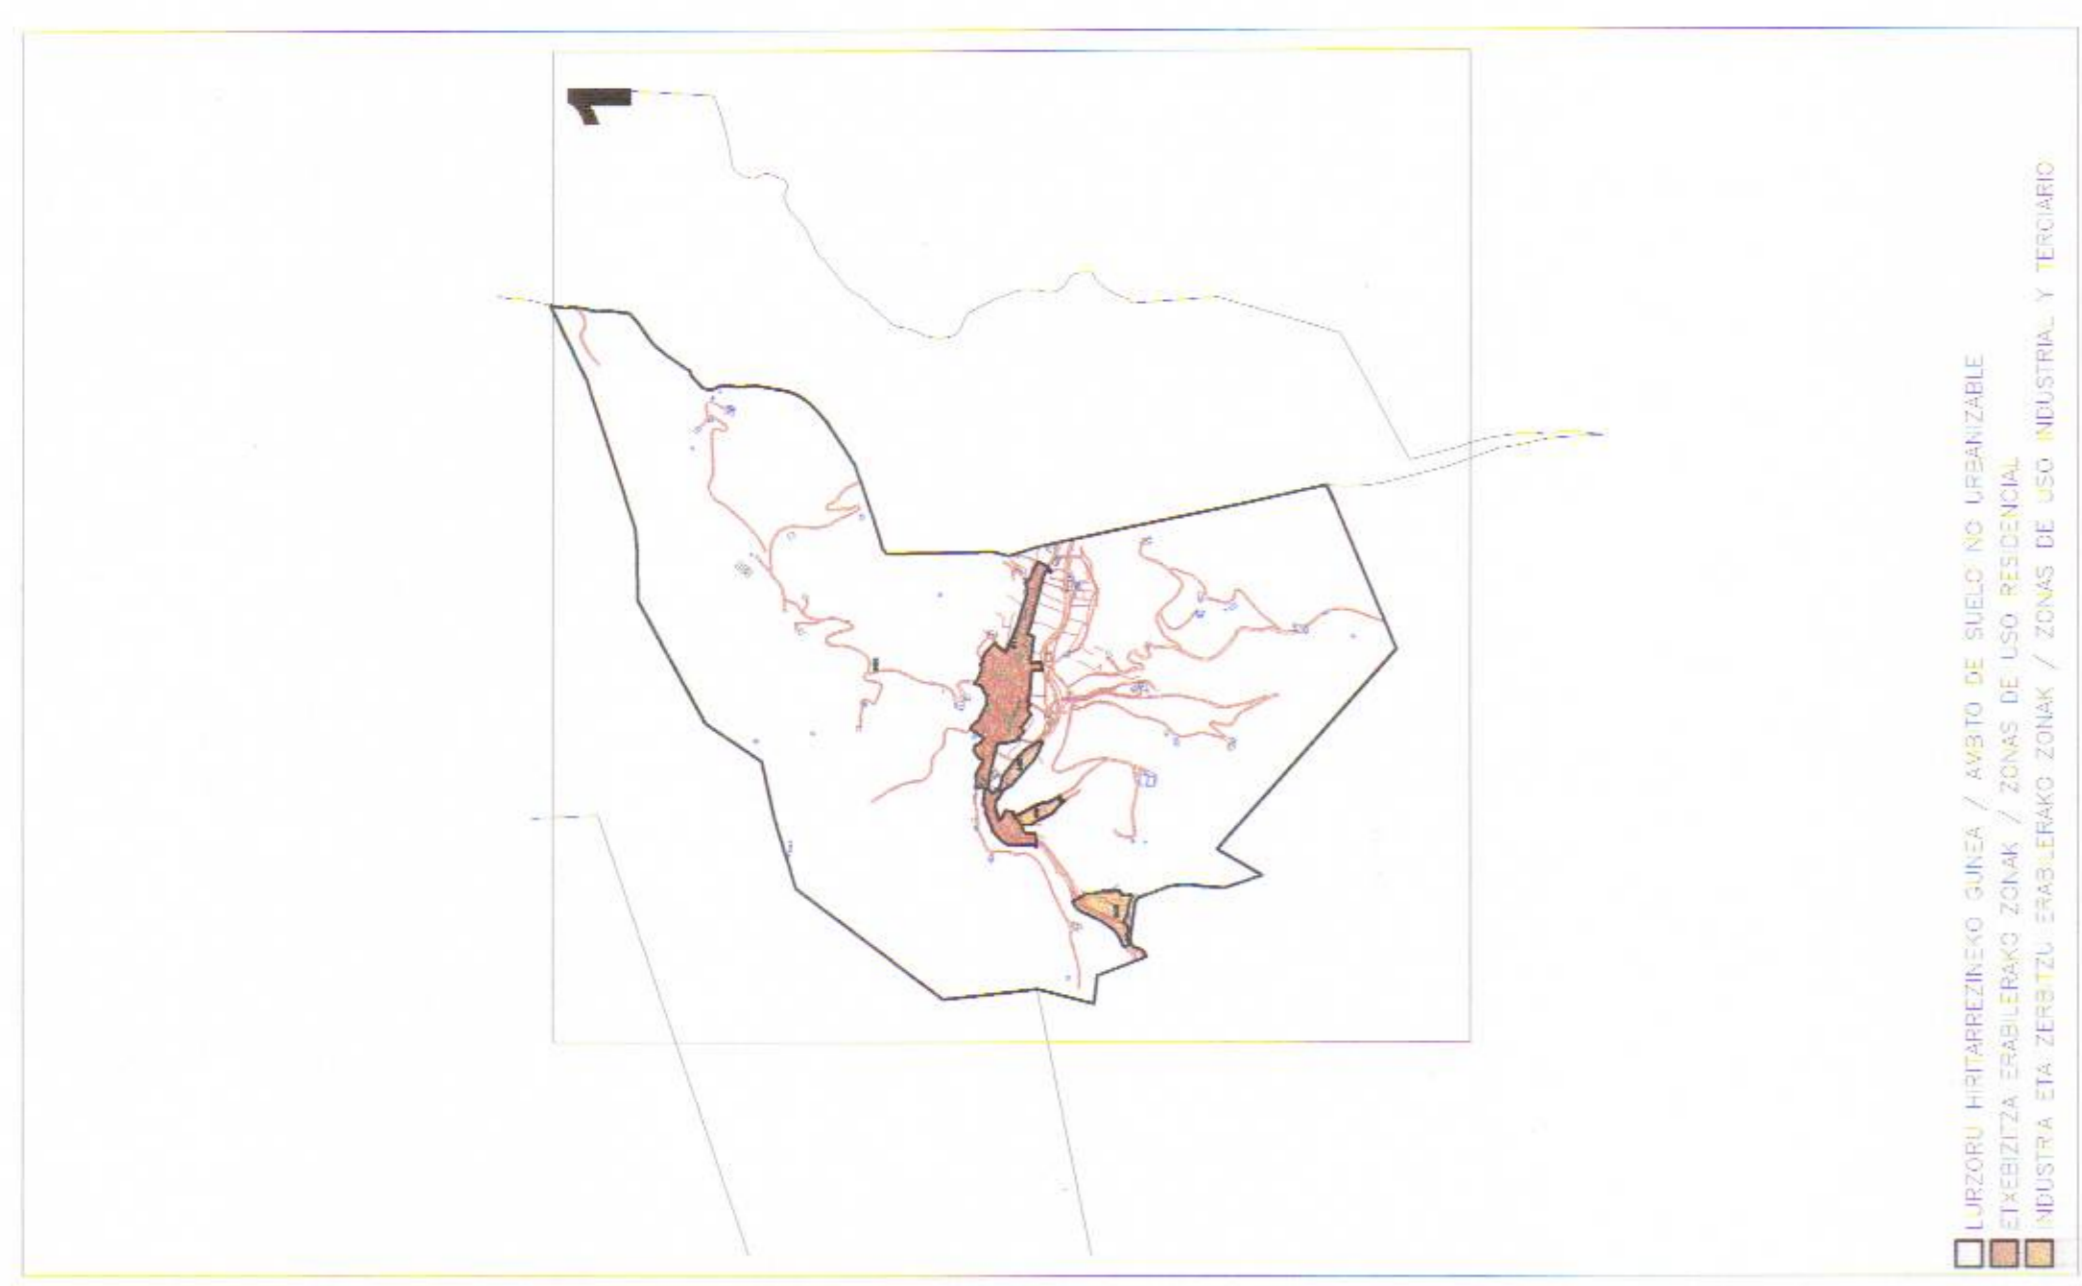 1
LURZORU HIRITARREZINEKO GUNEA / AMBITO DE SUELO NO URBANIZABLE
ETXEBIZITZA ERABILERAKO ZONAK / ZONAS DE USO RESIDENCIAL
INDUSTRIA ETA ZERBITZU ERABILERAKO ZONAK / ZONAS DE USO INDUSTRIAL Y TERCIARIO